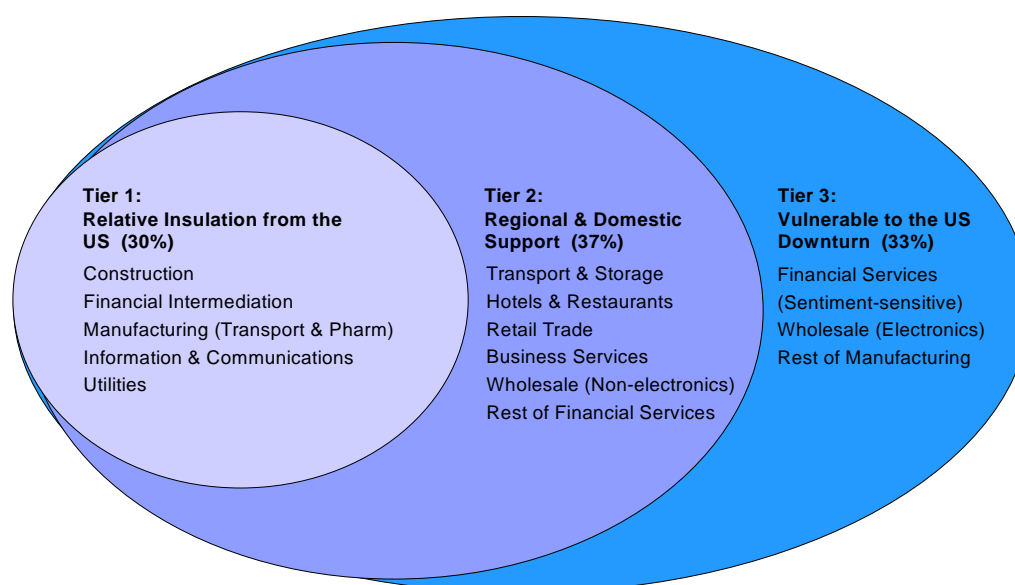 Tier 1:
Relative Insulation from the
US (30%)
Construction
Financial Intermediation
Manufacturing (Transport & Pharm)
Information & Communications
Utilities
Tier 2:
Regional & Domestic
Support (37%)
Transport & Storage
Hotels & Restaurants
Retail Trade
Business Services
Wholesale (Non-electronics)
Rest of Financial Services
Tier 3:
Vulnerable to the US
Downturn (33%)
Financial Services
(Sentiment-sensitive)
Wholesale (Electronics)
Rest of Manufacturing